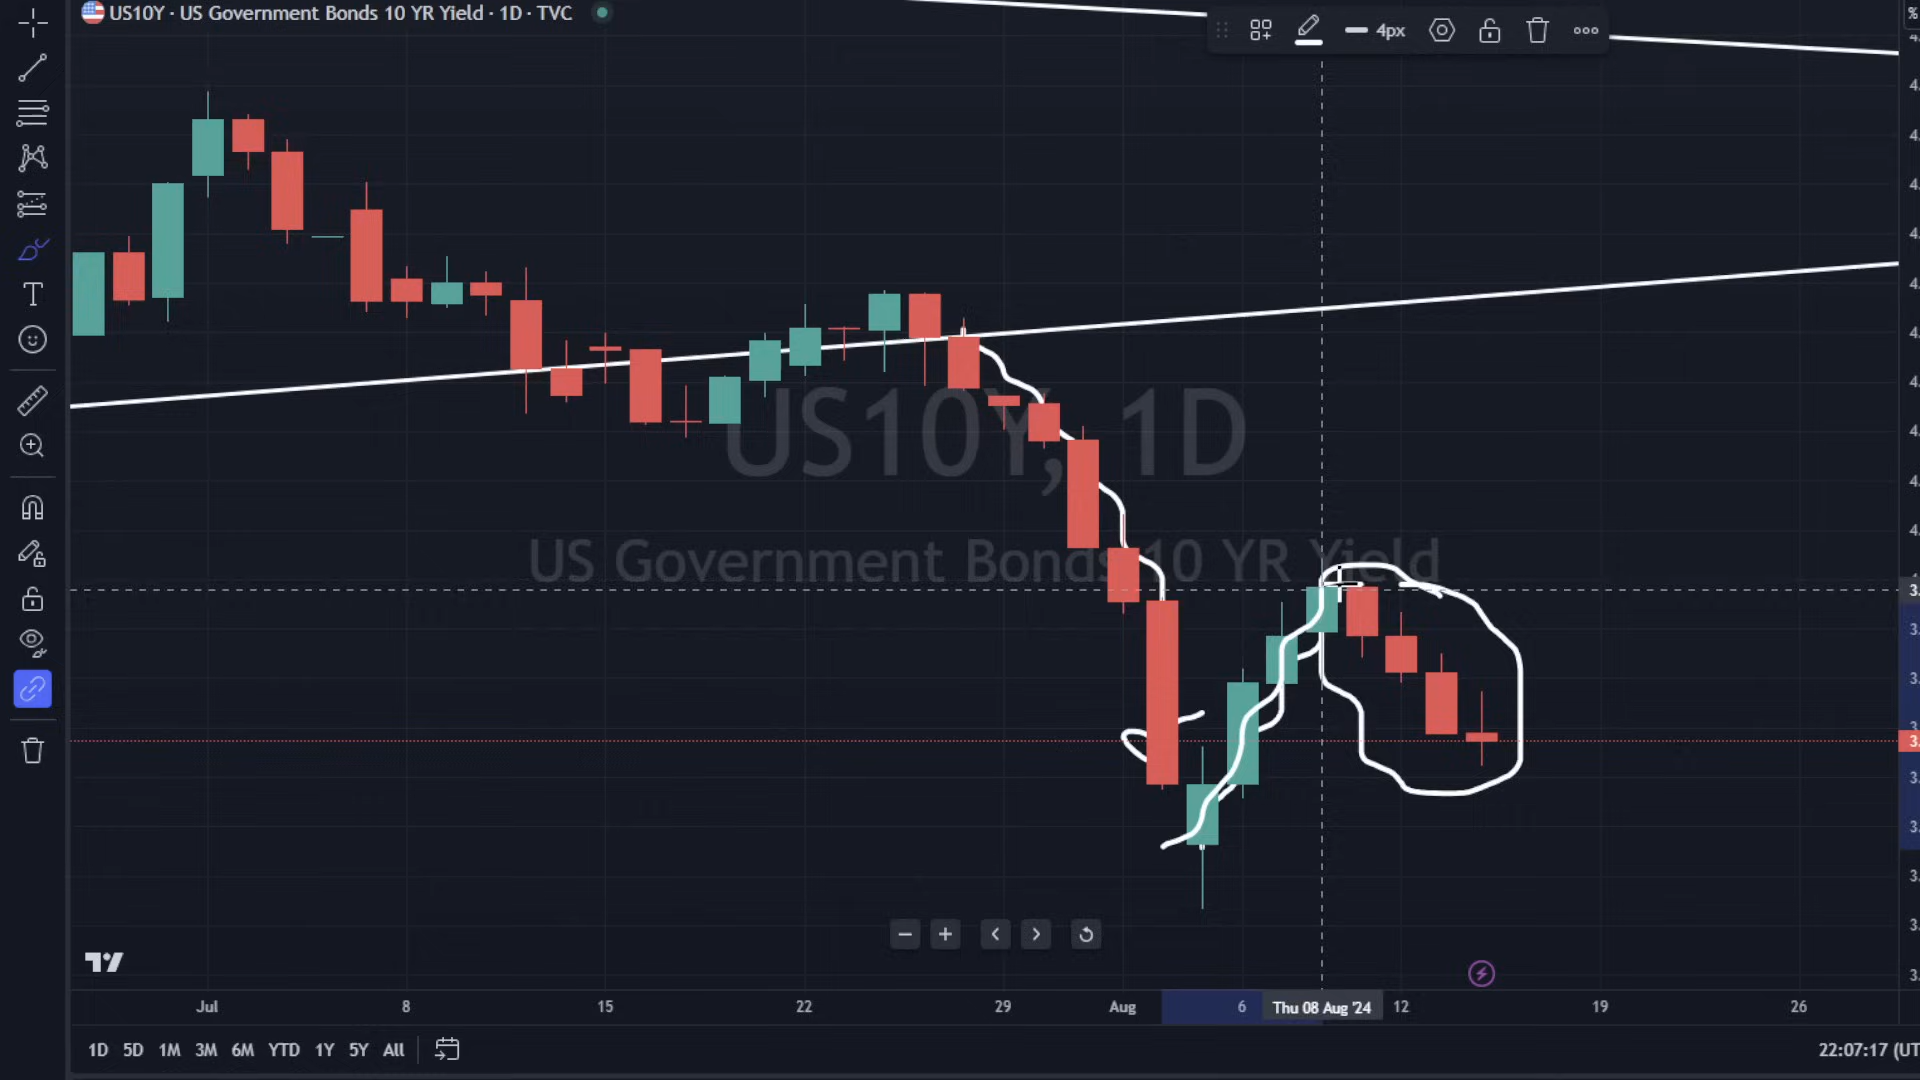 US10Y · US Government Bonds 10 YR Yield · 1D · TVC
4px
%
US10Y, 1D
US Government Bonds 10 YR Yield
Jul 8 15 22 29 Aug 6 Thu 08 Aug '24 12 19 26
1D 5D 1M 3M 6M YTD 1Y 5Y All
22:07:17 (UT